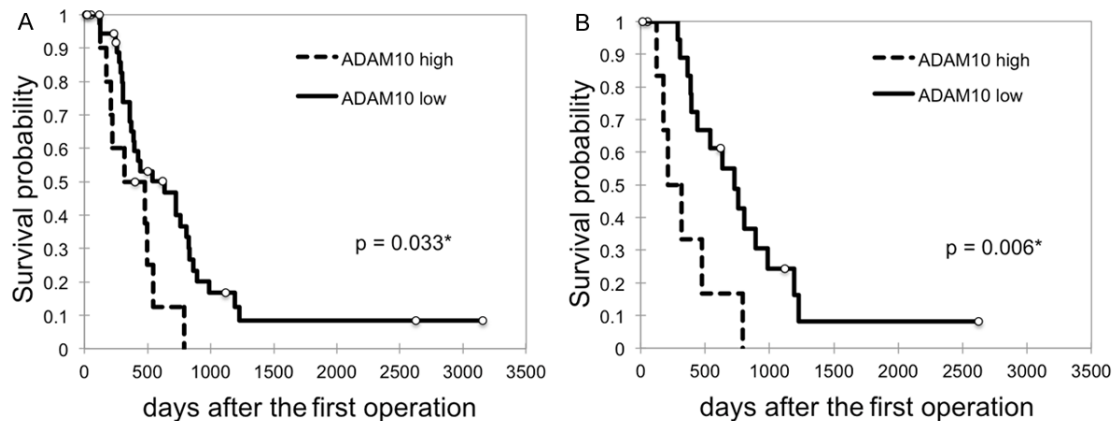 A
Survival probability
1
0.9
0.8
0.7
0.6
0.5
0.4
0.3
0.2
0.1
0
ADAM10 high
ADAM10 low
p = 0.033*
0 500 1000 1500 2000 2500 3000 3500
days after the first operation
B
Survival probability
1
0.9
0.8
0.7
0.6
0.5
0.4
0.3
0.2
0.1
0
ADAM10 high
ADAM10 low
p = 0.006*
0 500 1000 1500 2000 2500 3000 3500
days after the first operation